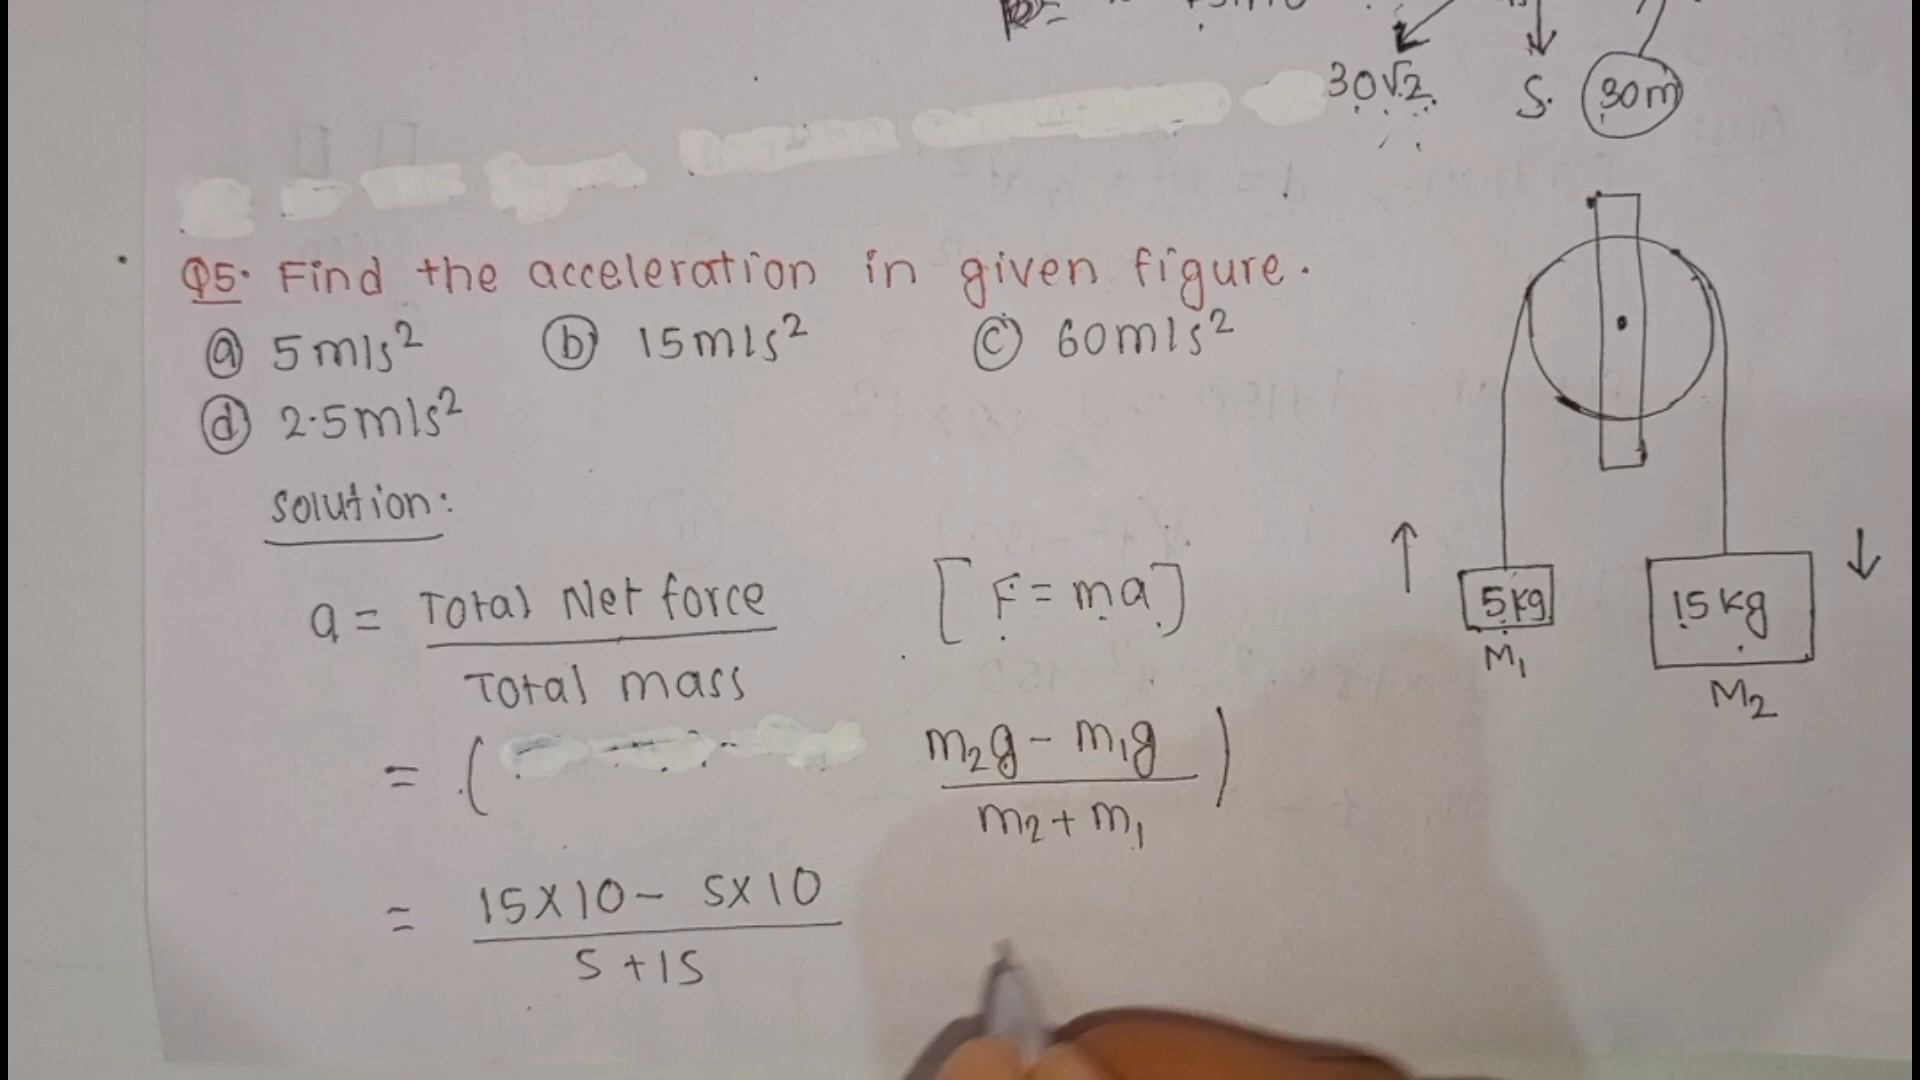 30√2. S. 30m
Q5. Find the acceleration in given figure.
ⓐ 5m/s² ⓑ 15m/s² ⓒ 60m/s²
ⓓ 2.5m/s²
Solution:
a = Total Net force
Total mass
[F = ma]
5kg
M₁
15kg
M₂
= ( m₂g - m₁g )
m₂ + m₁
= 15×10 - 5×10
5+15